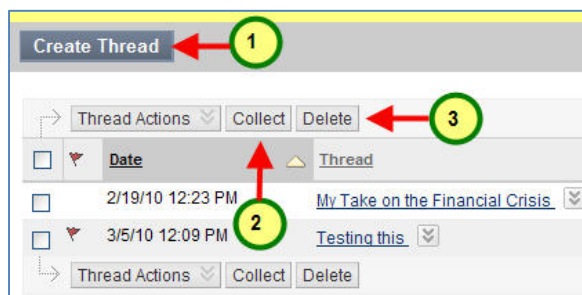 Create Thread 1
Thread Actions Collect Delete 3
Date Thread
2/19/10 12:23 PM My Take on the Financial Crisis
2
3/5/10 12:09 PM Testing this
Thread Actions Collect Delete